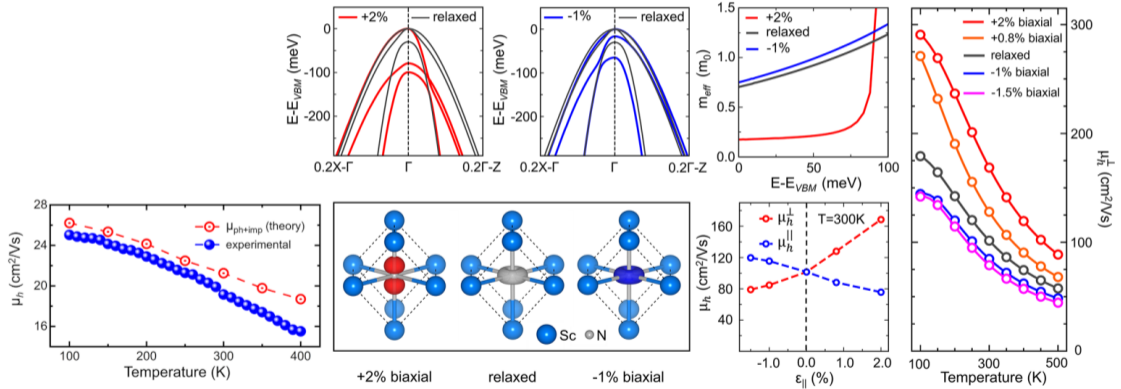 +2%
relaxed
E-E_VBM (meV)
0
-100
-200
0.2X-Γ
Γ
0.2Γ-Z
-1%
relaxed
E-E_VBM (meV)
0
-100
-200
0.2X-Γ
Γ
0.2Γ-Z
m_eff (m_0)
2.0
1.5
1.0
0.5
0.0
+2%
relaxed
-1%
0
50
100
E-E_VBM (meV)
+2% biaxial
+0.8% biaxial
relaxed
-1% biaxial
-1.5% biaxial
300
200
100
0
μ_h^⊥ (cm²/Vs)
100
300
500
Temperature (K)
μ_h (cm²/Vs)
28
24
20
16
μ_ph+imp (theory)
experimental
100
200
300
400
Temperature (K)
Sc
N
+2% biaxial
relaxed
-1% biaxial
μ_h (cm²/Vs)
200
160
120
80
40
μ_h^⊥
μ_h^||
T=300K
-1.0
0.0
1.0
2.0
ε_|| (%)